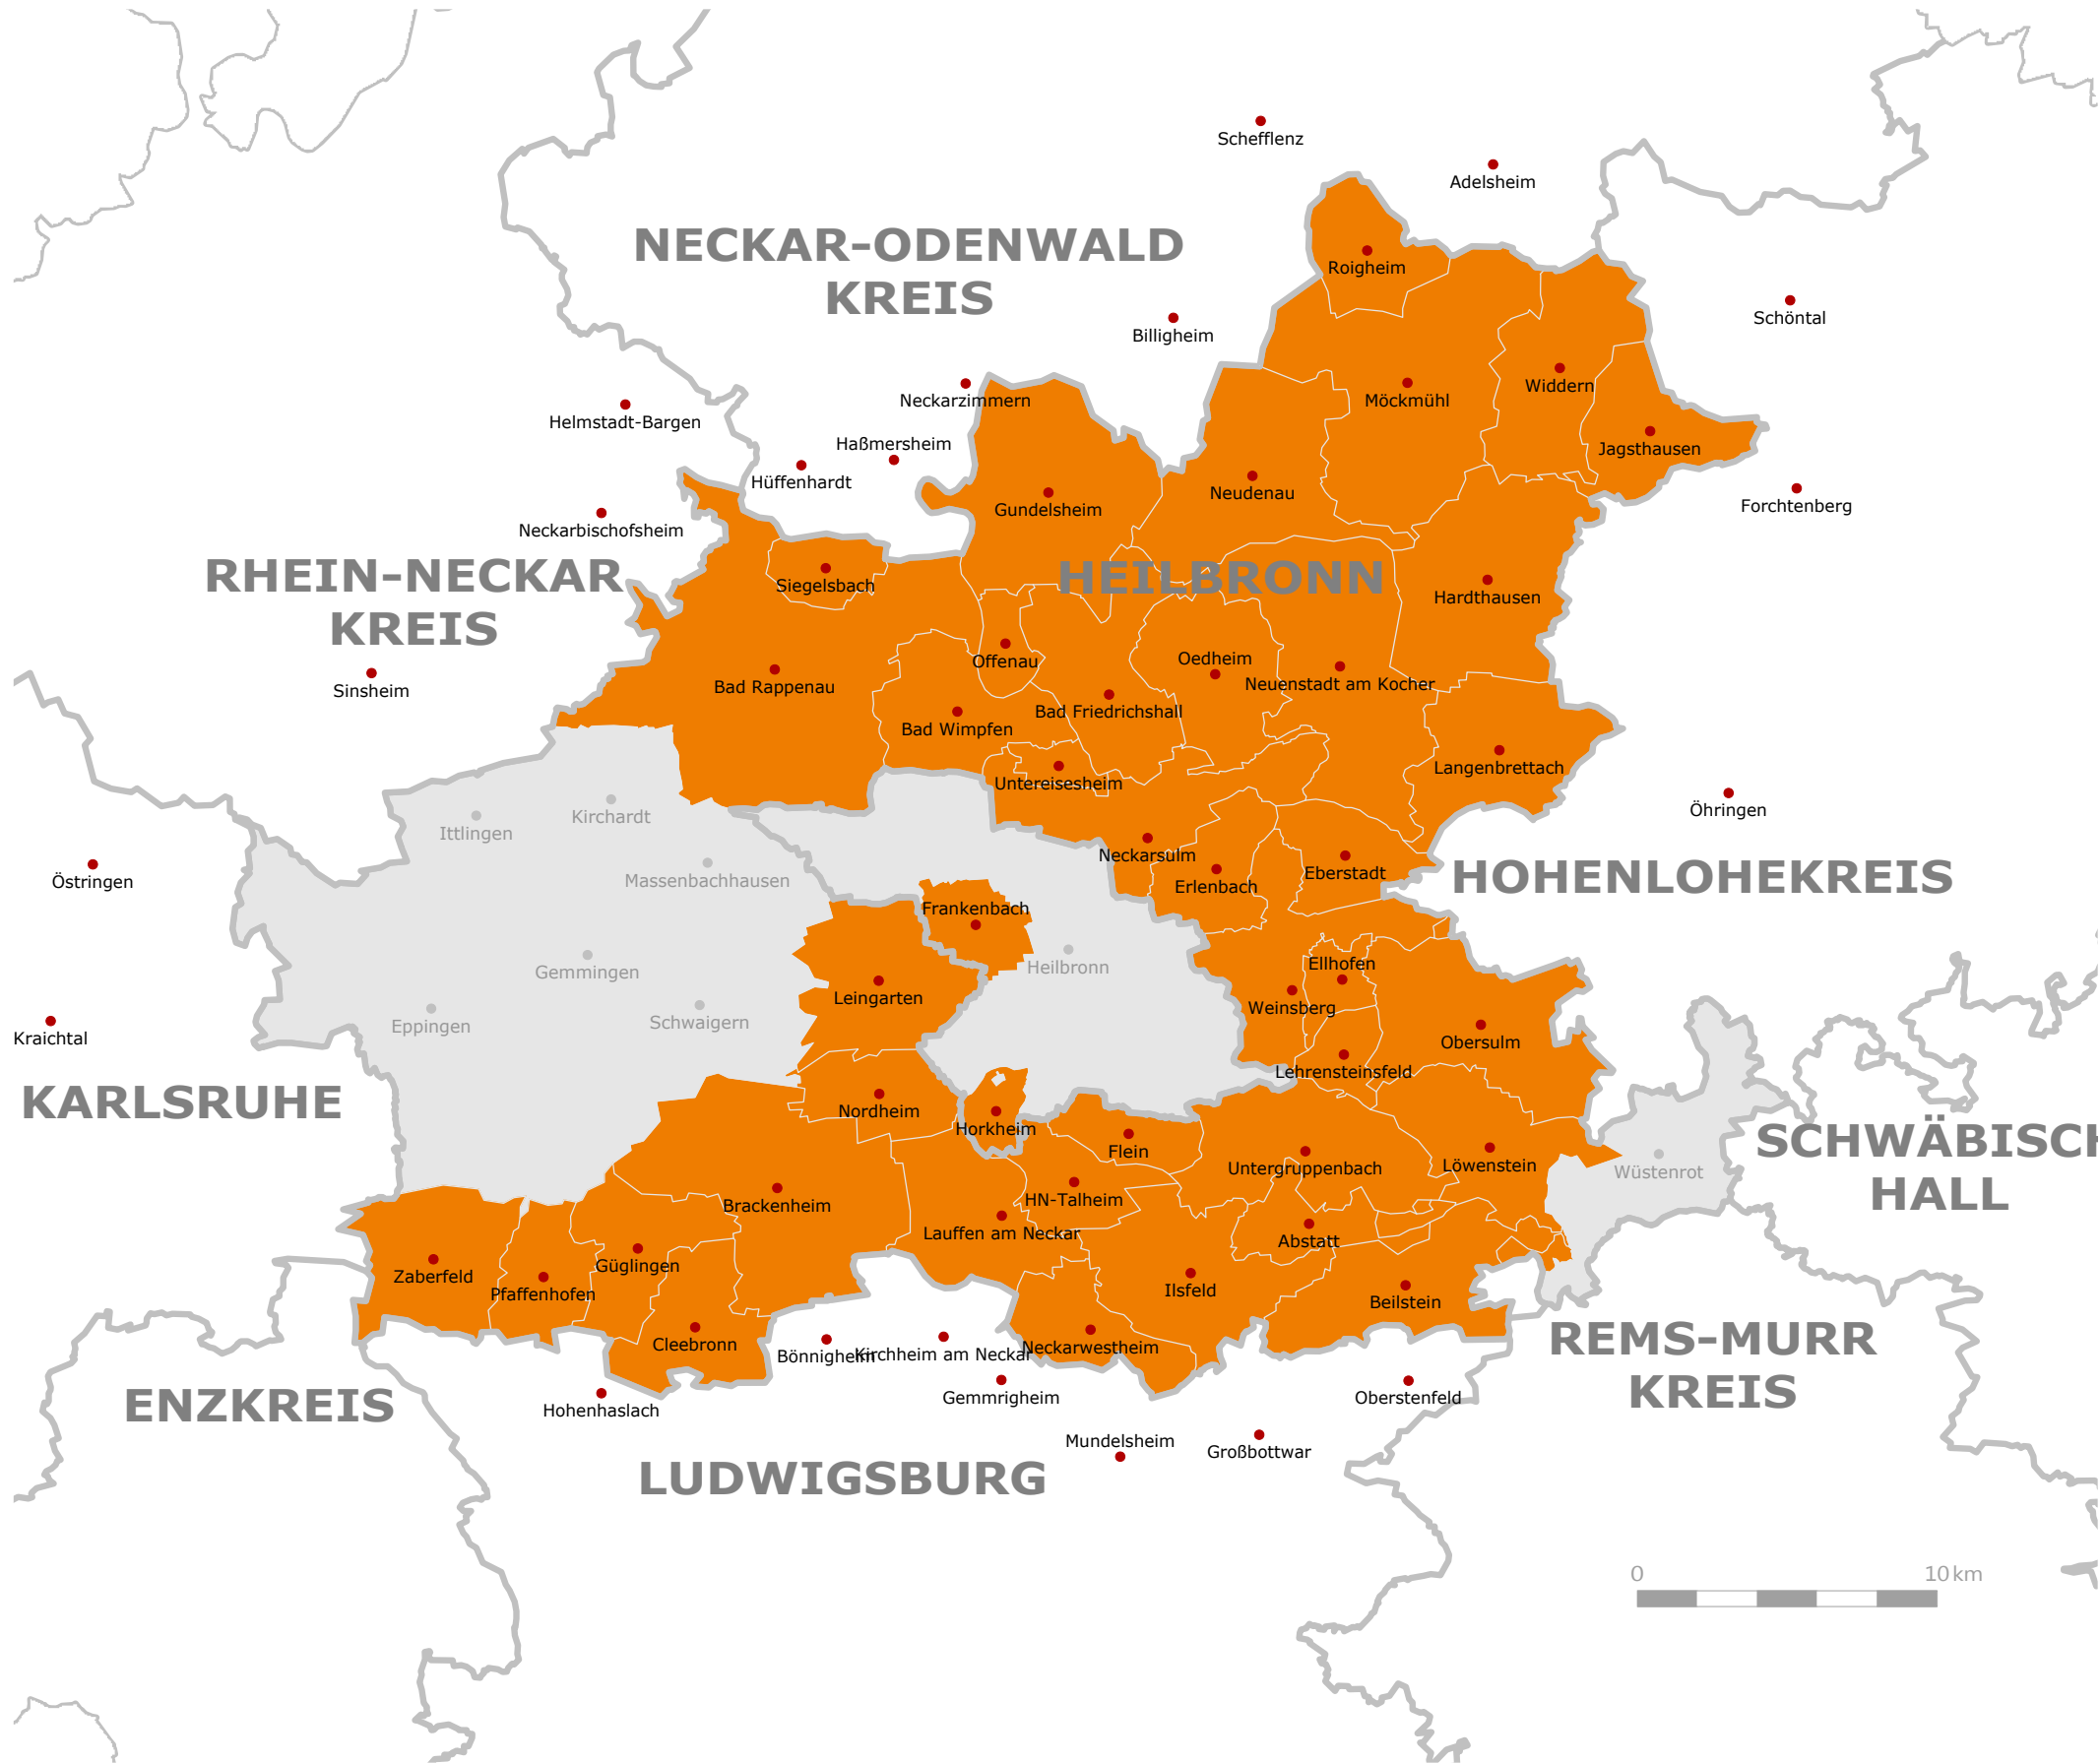 Schefflenz
Adelsheim
NECKAR-ODENWALD
KREIS
Roigheim
Schöntal
Billigheim
Widdern
Neckarzimmern
Möckmühl
Helmstadt-Bargen
Haßmersheim
Jagsthausen
Hüffenhardt
Neudenau
Gundelsheim
Forchtenberg
Neckarbischofsheim
RHEIN-NECKAR
KREIS
HEILBRONN
Siegelsbach
Hardthausen
Offenau
Oedheim
Sinsheim
Bad Rappenau
Neuenstadt am Kocher
Bad Friedrichshall
Bad Wimpfen
Langenbrettach
Untereisesheim
Öhringen
Kirchardt
Ittlingen
Neckarsulm
Eberstadt
HOHENLOHEKREIS
Östringen
Massenbachhausen
Erlenbach
Frankenbach
Ellhofen
Heilbronn
Gemmingen
Leingarten
Weinsberg
Schwaigern
Eppingen
Kraichtal
Obersulm
Lehrensteinsfeld
KARLSRUHE
Nordheim
Horkheim
Flein
SCHWÄBISCH
HALL
Untergruppenbach
Löwenstein
Wüstenrot
HN-Talheim
Brackenheim
Lauffen am Neckar
Abstatt
Güglingen
Zaberfeld
Pfaffenhofen
Ilsfeld
Beilstein
Cleebronn
Bönnigheim
Kirchheim am Neckar
Neckarwestheim
REMS-MURR
KREIS
ENZKREIS
Hohenhaslach
Gemmrigheim
Oberstenfeld
Mundelsheim
Großbottwar
LUDWIGSBURG
0 10 km